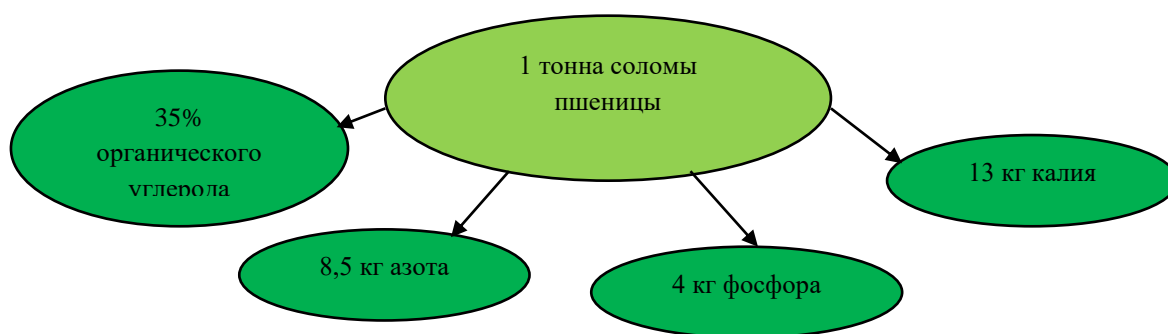 1 тонна соломы
пшеницы
35%
органического
углерода
8,5 кг азота
4 кг фосфора
13 кг калия